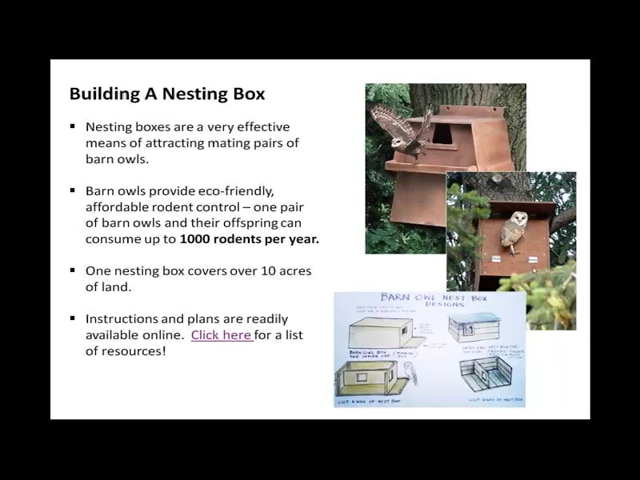 Building A Nesting Box
Nesting boxes are a very effective
means of attracting mating pairs of
barn owls.
Barn owls provide eco-friendly,
affordable rodent control – one pair
of barn owls and their offspring can
consume up to 1000 rodents per year.
One nesting box covers over 10 acres
of land.
Instructions and plans are readily
available online. Click here for a list
of resources!
BARN OWL NEST BOX
DESIGNS
BARN OWL BOX